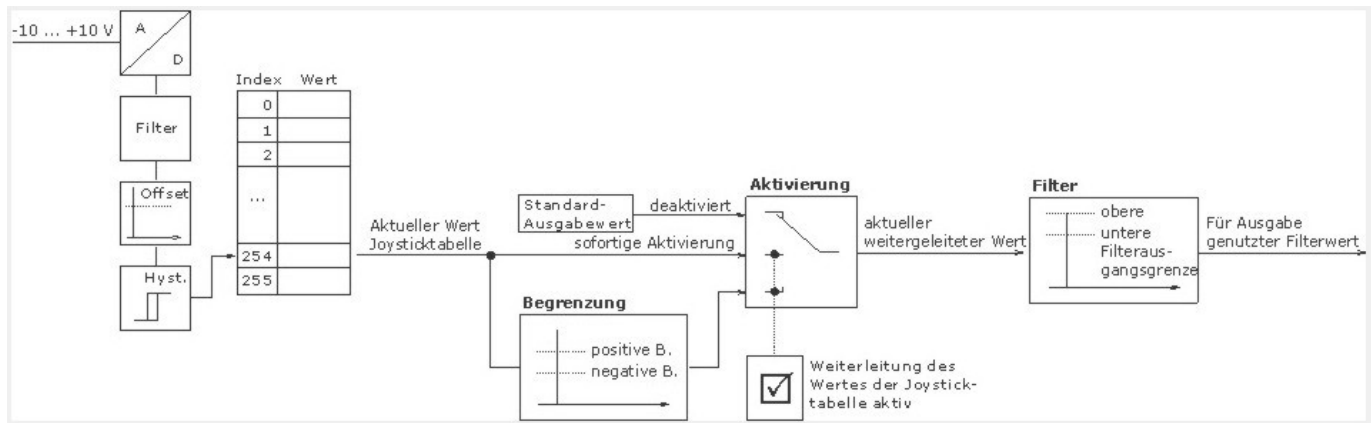 -10 ... +10 V
A
D
Filter
Offset
Hyst.
Index Wert
0
1
2
...
254
255
Aktueller Wert
Joysticktabelle
Standard-
Ausgabewert
deaktiviert
sofortige Aktivierung
Begrenzung
positive B.
negative B.
Aktivierung
Weiterleitung des
Wertes der Joystick-
tabelle aktiv
aktueller
weitergeleiteter Wert
Filter
obere
untere
Filteraus-
gangsgrenze
Für Ausgabe
genutzter Filterwert